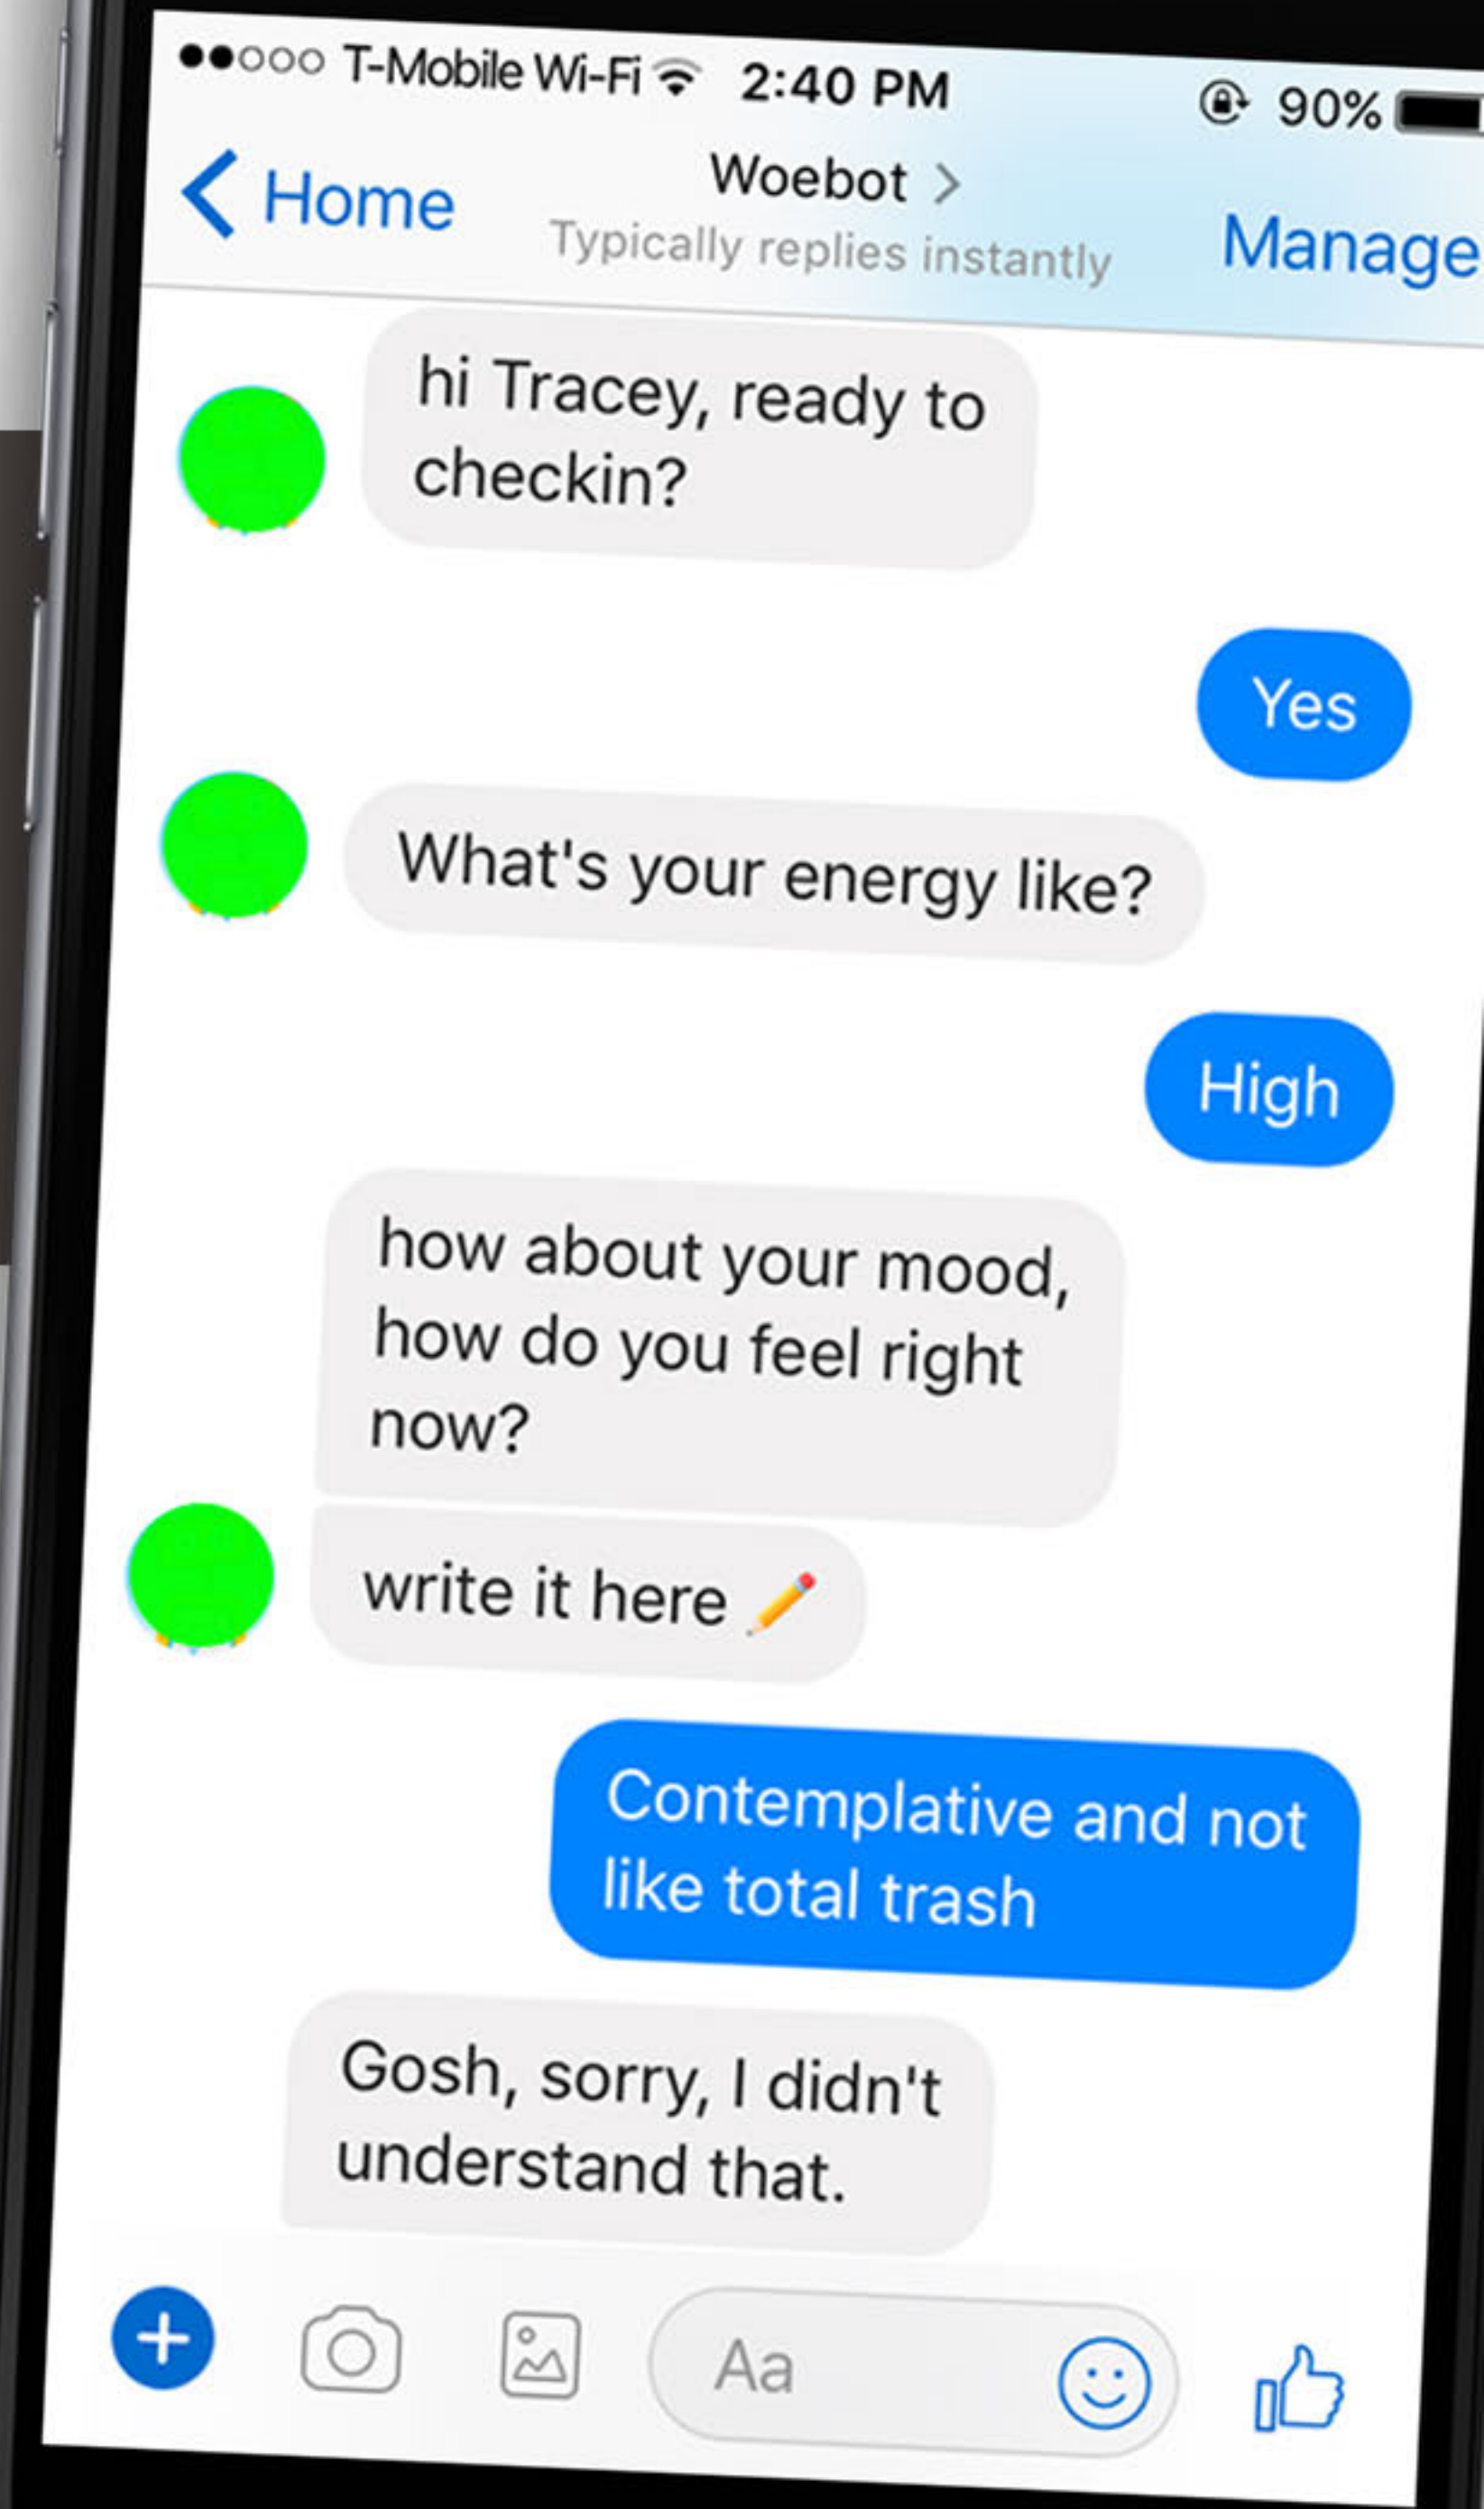 T-Mobile Wi-Fi 2:40 PM 90%
Home
Woebot >
Manage
Typically replies instantly
hi Tracey, ready to
checkin?
Yes
What's your energy like?
High
how about your mood,
how do you feel right
now?
write it here ✏️
Contemplative and not
like total trash
Gosh, sorry, I didn't
understand that.
Aa